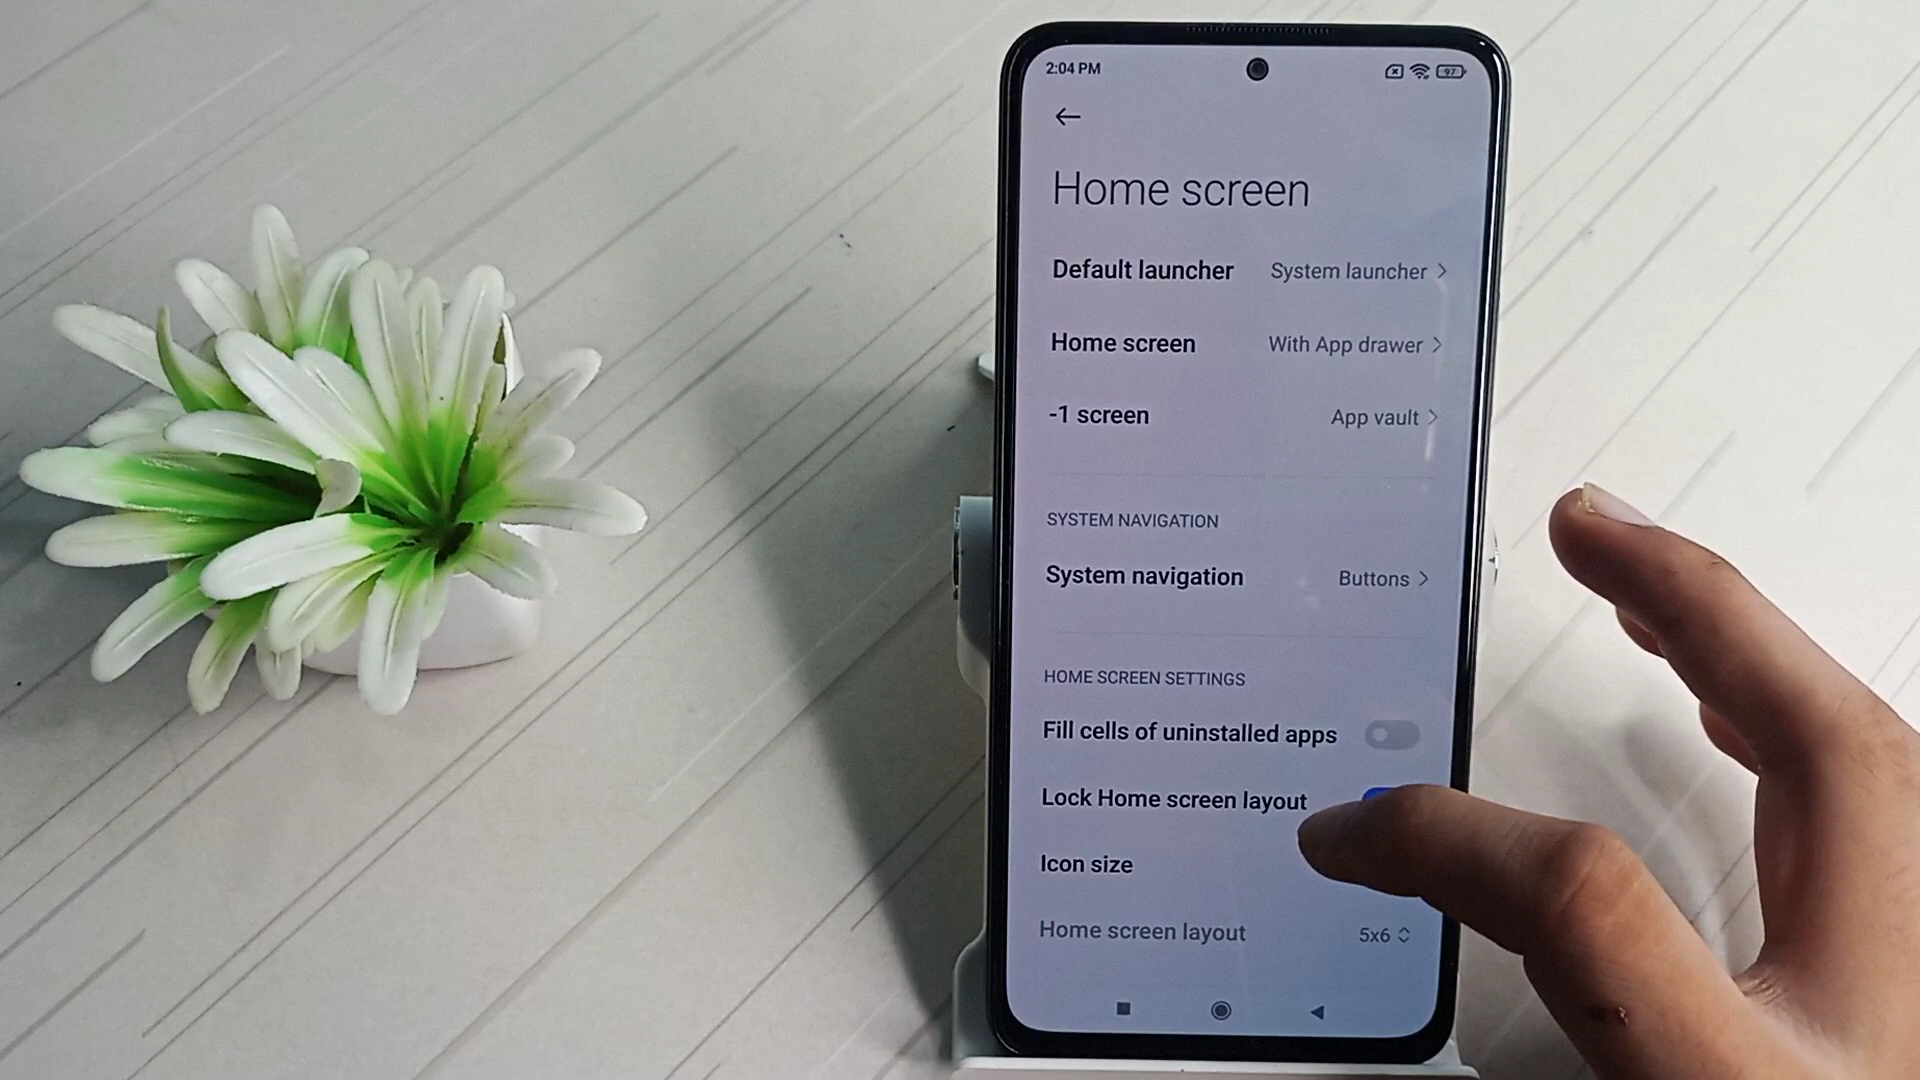 2:04 PM
97
Home screen
Default launcher System launcher
Home screen With App drawer
-1 screen App vault
SYSTEM NAVIGATION
System navigation Buttons
HOME SCREEN SETTINGS
Fill cells of uninstalled apps
Lock Home screen layout
Icon size
Home screen layout 5x6